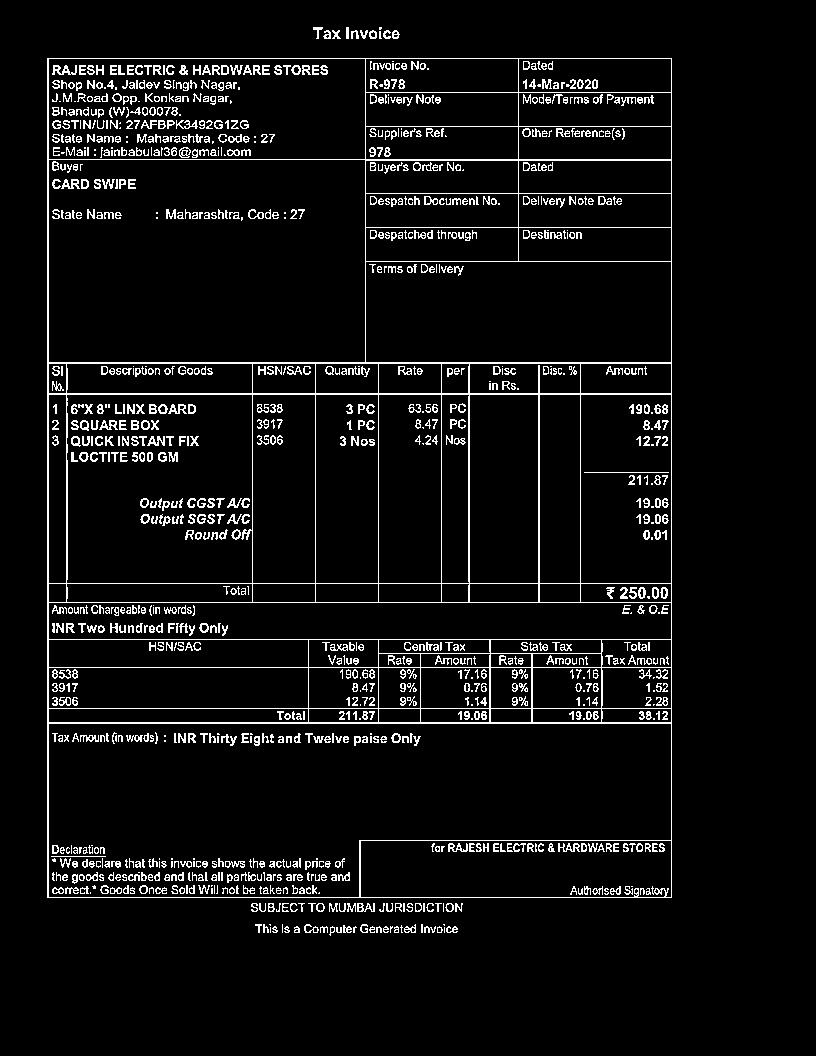 Tax Invoice
RAJESH ELECTRIC & HARDWARE STORES
Shop No.4, Jaidev Singh Nagar,
J.M.Road Opp. Konkan Nagar,
Bhandup (W)-400078.
GSTIN/UIN: 27AFBPK3492G1ZG
State Name : Maharashtra, Code : 27
E-Mail : jainbabulal36@gmail.com
Invoice No. Dated
R-978 14-Mar-2020
Delivery Note Mode/Terms of Payment
Supplier's Ref. Other Reference(s)
978
Buyer
CARD SWIPE
State Name : Maharashtra, Code : 27
Buyer's Order No. Dated
Despatch Document No. Delivery Note Date
Despatched through Destination
Terms of Delivery
Sl Description of Goods HSN/SAC Quantity Rate per Disc Disc. % Amount
No. in Rs.
1 6"X 8" LINX BOARD 8538 3 PC 63.56 PC 190.68
2 SQUARE BOX 3917 1 PC 8.47 PC 8.47
3 QUICK INSTANT FIX 3506 3 Nos 4.24 Nos 12.72
LOCTITE 500 GM
211.87
Output CGST A/C 19.06
Output SGST A/C 19.06
Round Off 0.01
Total ₹ 250.00
Amount Chargeable (in words) E. & O.E
INR Two Hundred Fifty Only
HSN/SAC Taxable Central Tax State Tax Total
Value Rate Amount Rate Amount Tax Amount
8538 190.68 9% 17.16 9% 17.16 34.32
3917 8.47 9% 0.76 9% 0.76 1.52
3506 12.72 9% 1.14 9% 1.14 2.28
Total 211.87 19.06 19.06 38.12
Tax Amount (in words) : INR Thirty Eight and Twelve paise Only
Declaration
* We declare that this invoice shows the actual price of
the goods described and that all particulars are true and
correct.* Goods Once Sold Will not be taken back.
for RAJESH ELECTRIC & HARDWARE STORES
Authorised Signatory
SUBJECT TO MUMBAI JURISDICTION
This is a Computer Generated Invoice